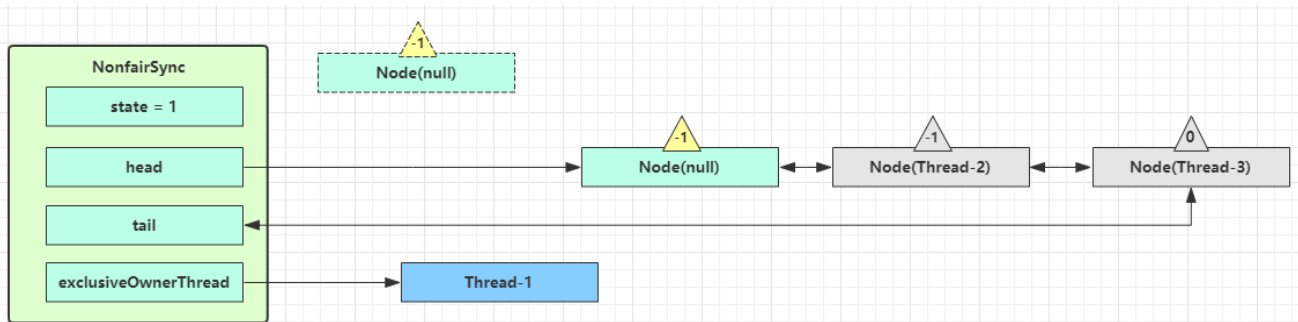 -1
Node(null)
NonfairSync
state = 1
head
tail
exclusiveOwnerThread
-1
Node(null)
-1
Node(Thread-2)
0
Node(Thread-3)
Thread-1